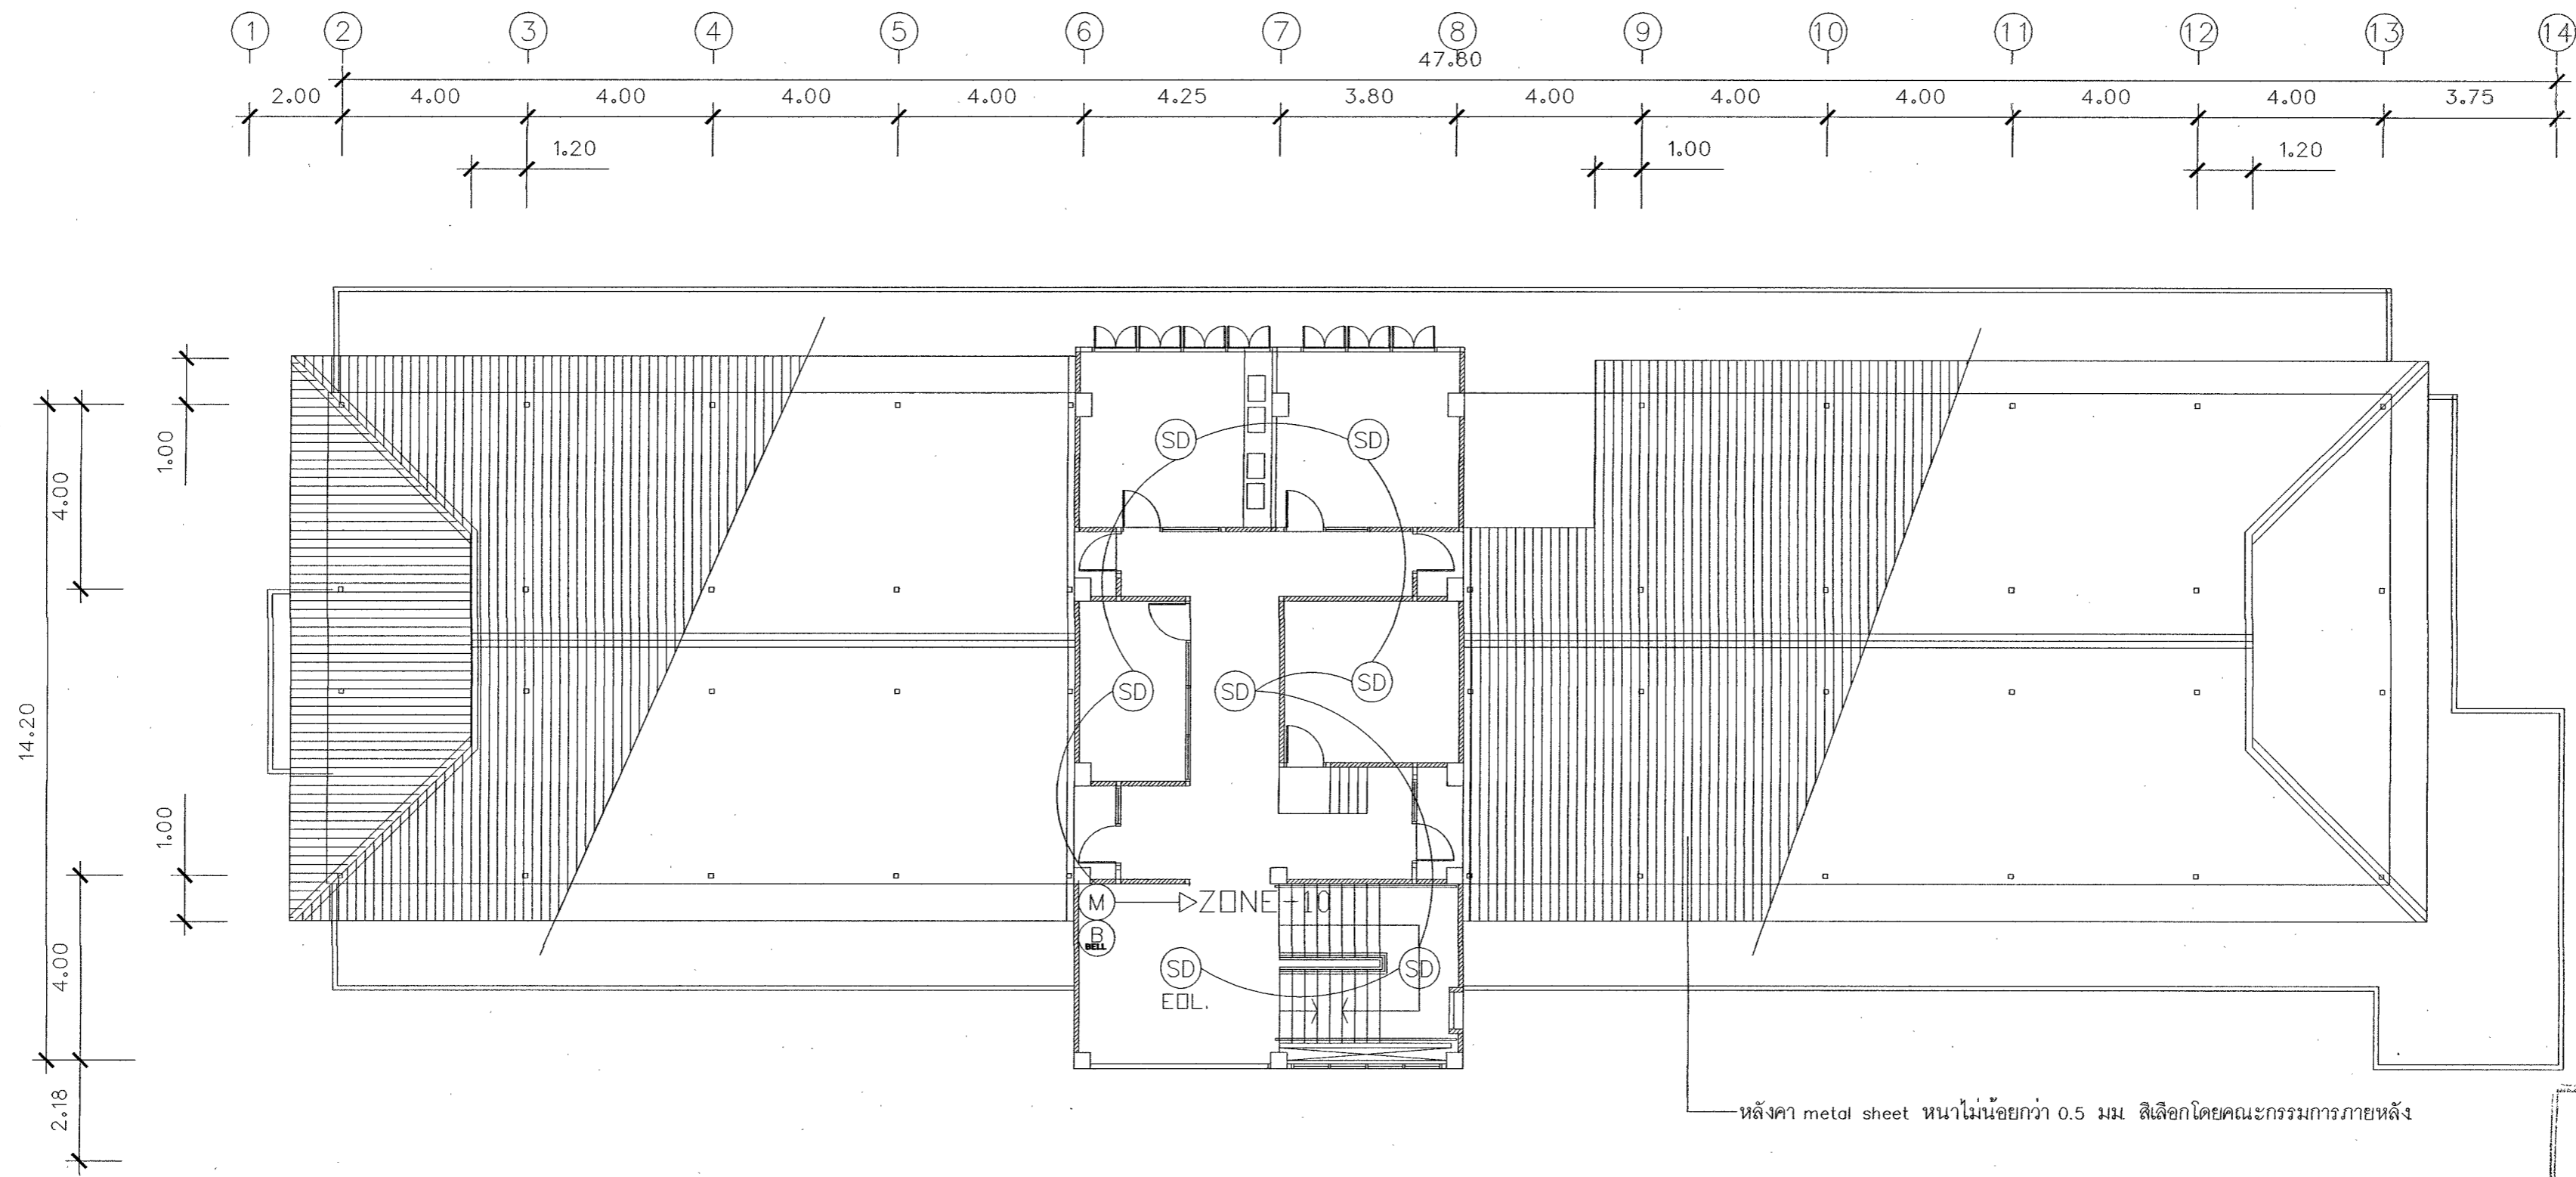 1 2 3 4 5 6 7 8 9 10 11 12 13 14
47.80
2.00 4.00 4.00 4.00 4.00 4.25 3.80 4.00 4.00 4.00 4.00 4.00 3.75
1.20 1.00 1.20
1.00
4.00
14.20
1.00
4.00
2.18
SD SD
SD SD SD
M ZONE-10
B
BELL
SD SD
EOL.
หลังคา metal sheet หนาไม่น้อยกว่า 0.5 มม. สีเลือกโดยคณะกรรมการภายหลัง